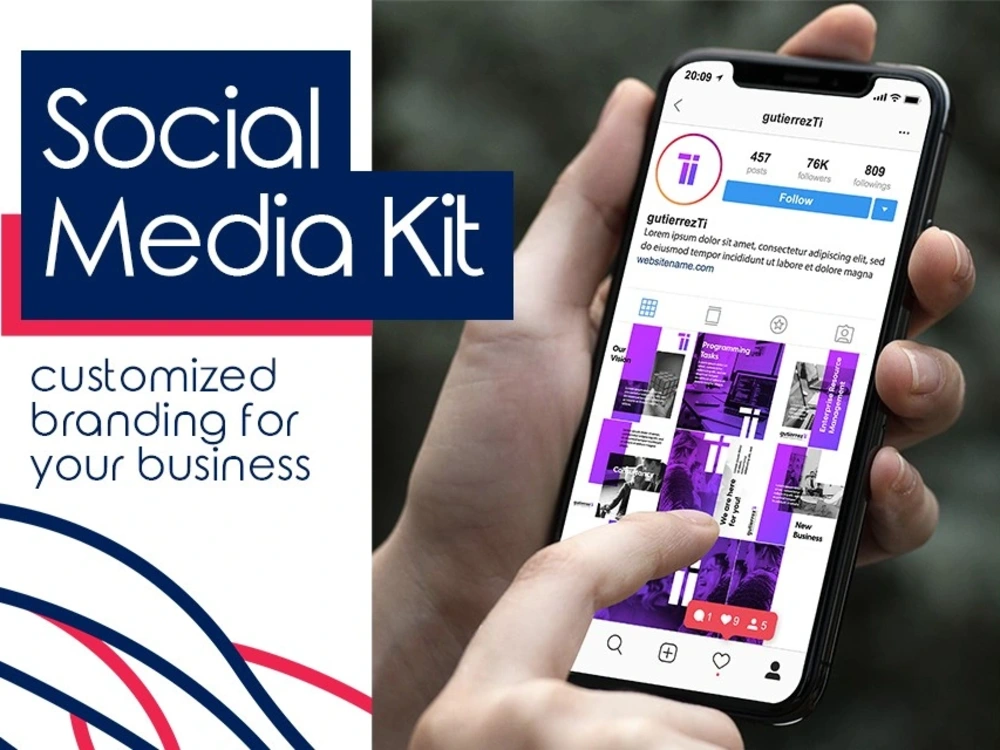 Social
Media Kit
customized
branding for
your business
20:09
gutierrezTi
Ti
457
posts
76K
followers
809
followings
Follow
gutierrezTi
Lorem ipsum dolor sit amet, consectetur adipiscing elit, sed
do eiusmod tempor incididunt ut labore et dolore magna
websitename.com
Our
Vision
Programming
Tasks
Enterprise Resource
Management
gutierrez
We are here
for you!
New
Business
1
9
5